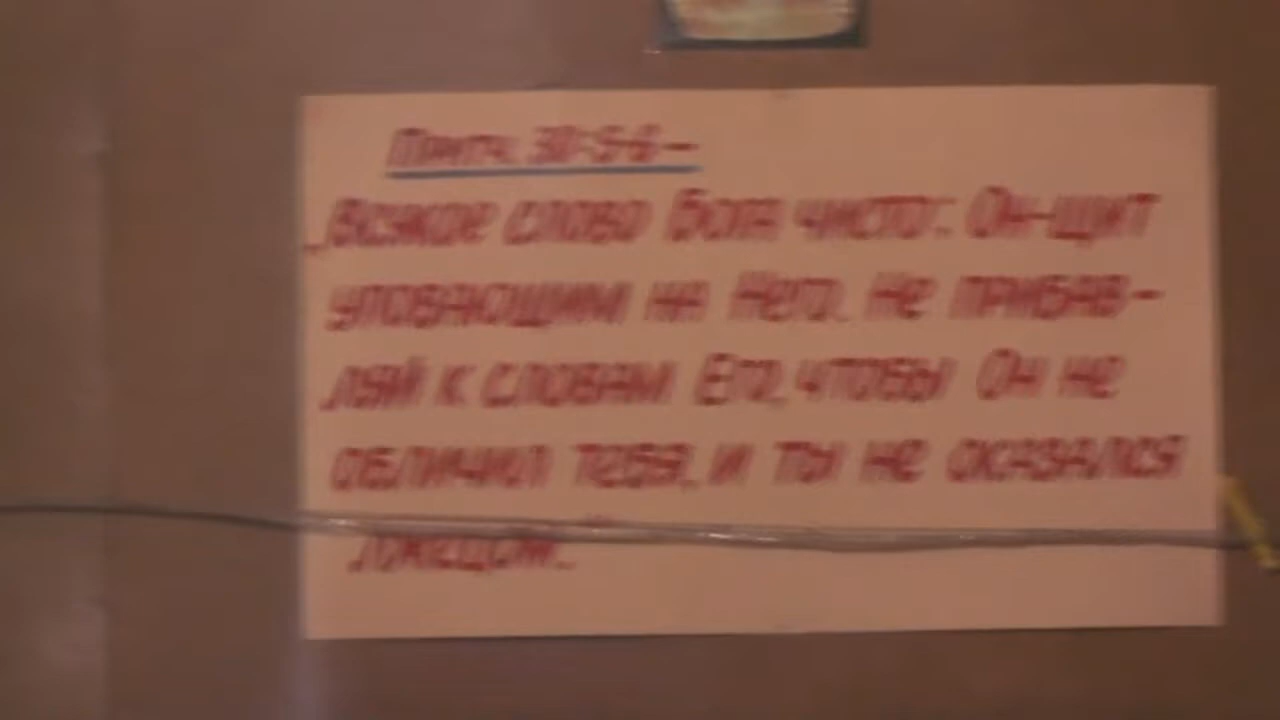 Притч. 30:5-6 –
„Всякое слово Бога чисто; Он-щит
уповающим на Него. Не прибав-
ляй к словам Его, чтобы Он не
обличил тебя, и ты не оказался
лжецом."